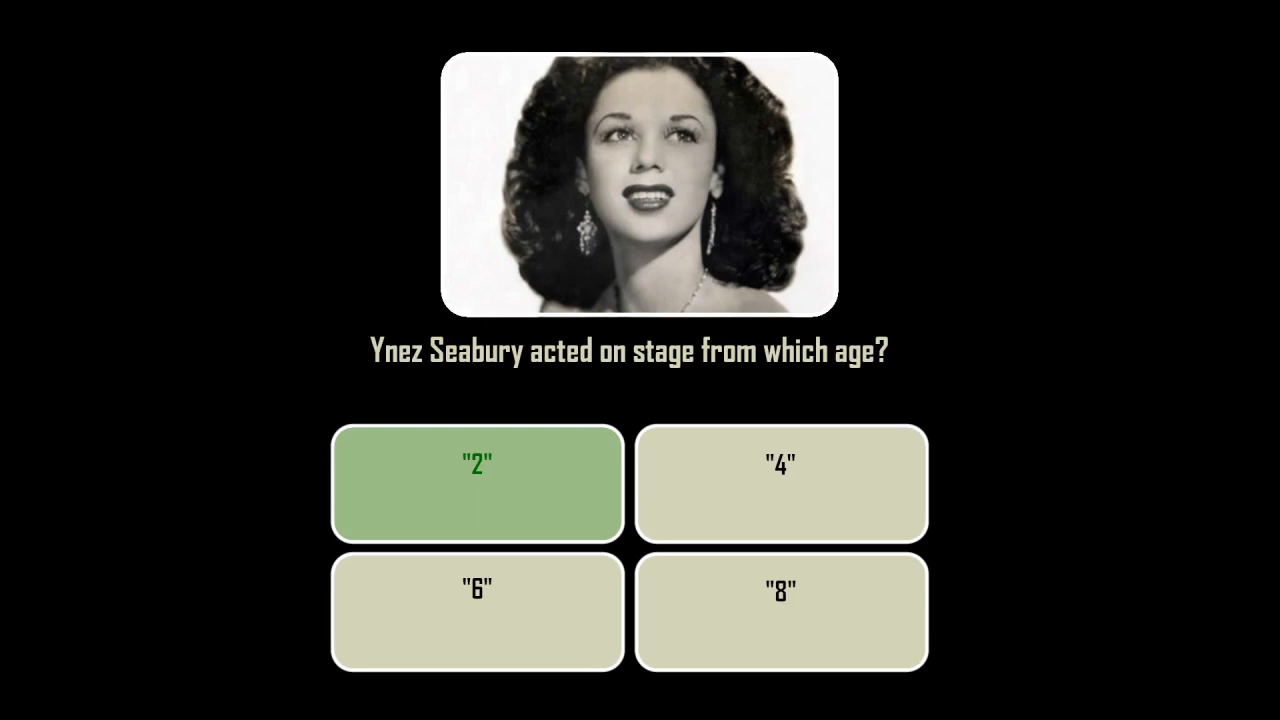 Ynez Seabury acted on stage from which age?
"2"
"4"
"6"
"8"